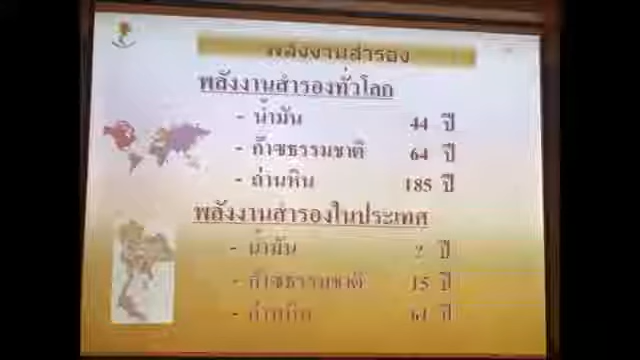 พลังงานสำรอง
พลังงานสำรองทั่วโลก
- น้ำมัน 44 ปี
- ก๊าซธรรมชาติ 64 ปี
- ถ่านหิน 185 ปี
พลังงานสำรองในประเทศ
- น้ำมัน ปี
- ก๊าซธรรมชาติ 15 ปี
- ถ่านหิน ปี